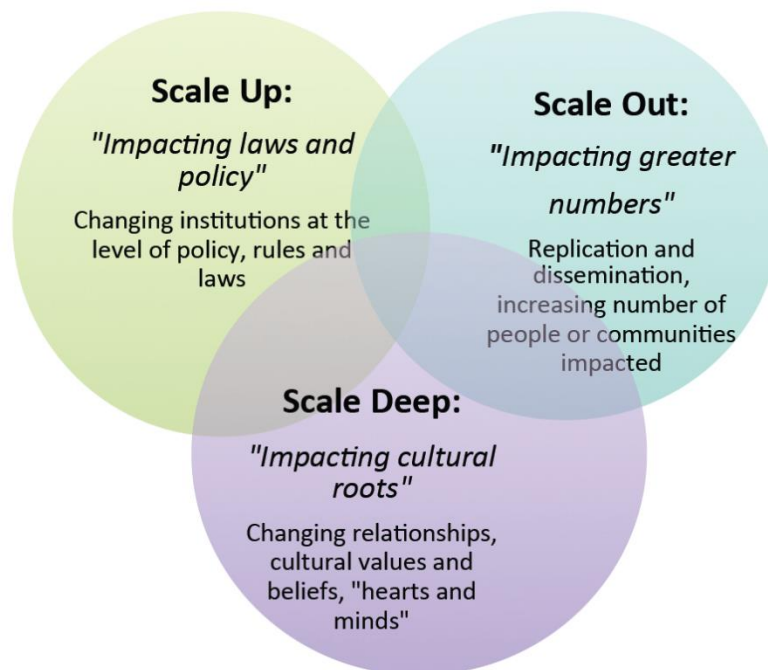 Scale Up:
"Impacting laws and
policy"
Changing institutions at the
level of policy, rules and
laws
Scale Out:
"Impacting greater
numbers"
Replication and
dissemination,
increasing number of
people or communities
impacted
Scale Deep:
"Impacting cultural
roots"
Changing relationships,
cultural values and
beliefs, "hearts and
minds"